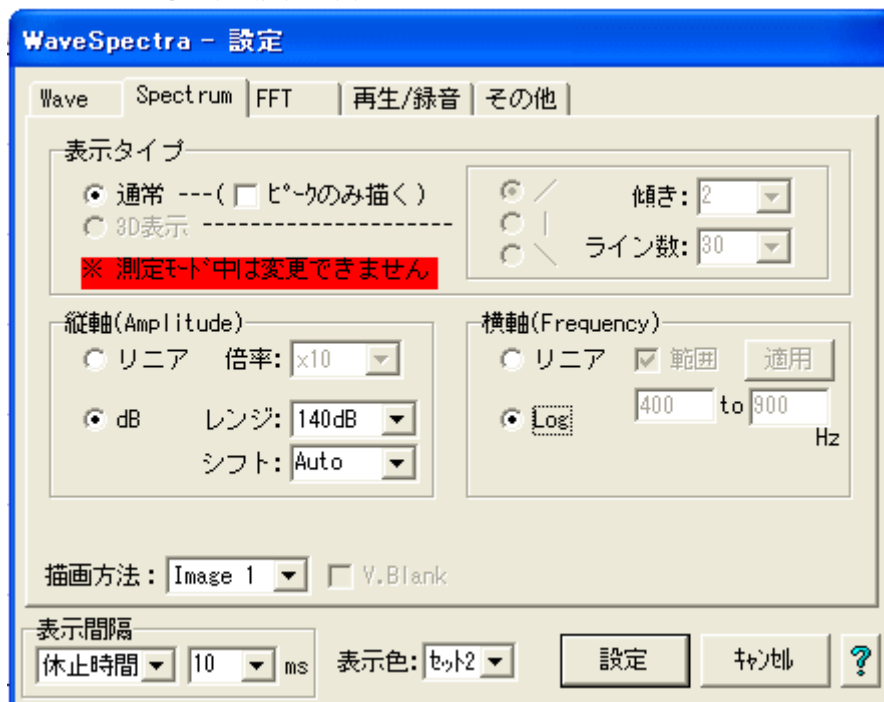 WaveSpectra - 設定
Wave Spectrum FFT 再生/録音 その他
表示タイプ
通常 ---( ピークのみ描く )
3D表示 --------------------
※ 測定モード中は変更できません
/ 傾き: 2
| ライン数: 30
\
縦軸(Amplitude)
リニア 倍率: x10
dB レンジ: 140dB
シフト: Auto
横軸(Frequency)
リニア 範囲 適用
Log 400 to 900
Hz
描画方法: Image 1 V.Blank
表示間隔
休止時間 10 ms 表示色: セット2 設定 キャンセル ?